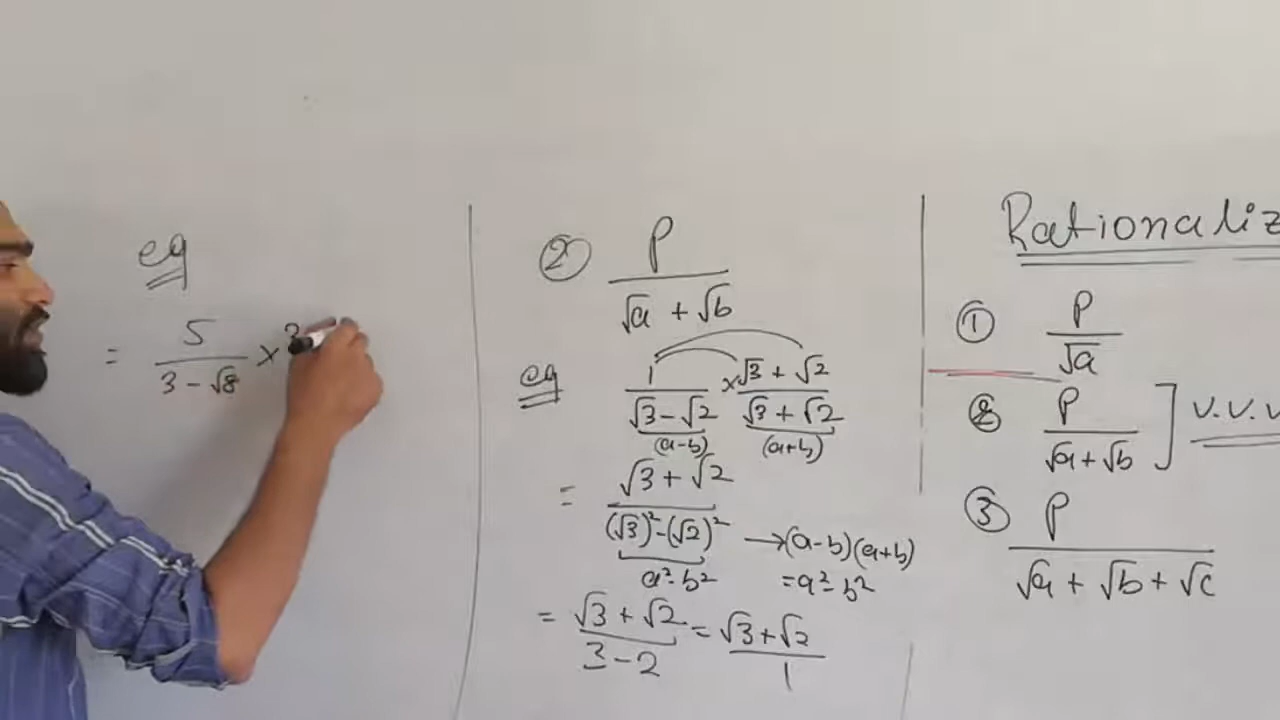 eg
= 5/(3 - √8) × 3
② P/(√a + √b)
eg 1/(√3 - √2) × (√3 + √2)/(√3 + √2)
(a-b) (a+b)
= (√3 + √2)/((√3)² - (√2)²) → (a-b)(a+b)
a² - b² = a² - b²
= (√3 + √2)/(3 - 2) = (√3 + √2)/1
Rationaliz
① P/√a
② P/(√a + √b) ] V.V.V
③ P/(√a + √b + √c)